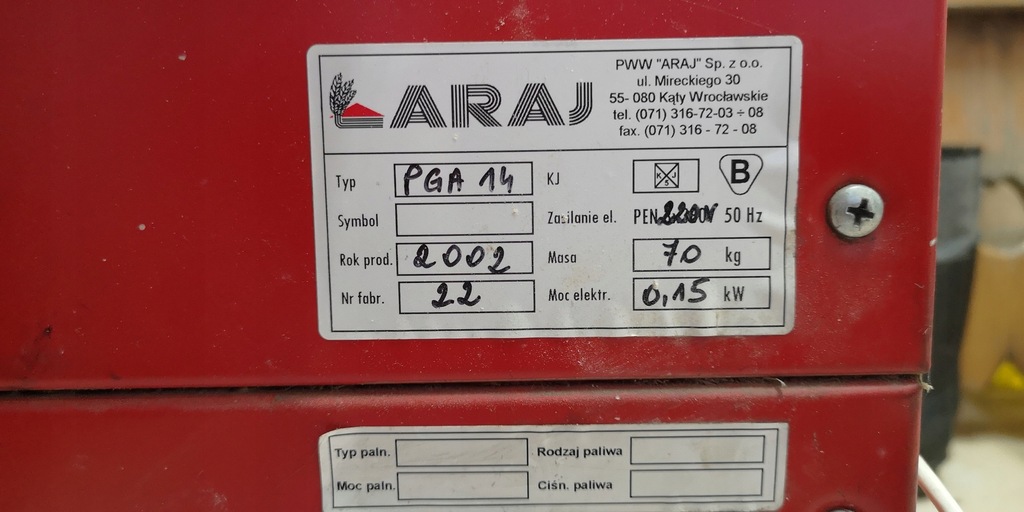 ARAJ
PWW "ARAJ" Sp. z o.o.
ul. Mireckiego 30
55- 080 Kąty Wrocławskie
tel. (071) 316-72-03 ÷ 08
fax. (071) 316 - 72 - 08
Typ PGA 14 KJ K J 5 B
Symbol Zasilanie el. PEN 220V 50 Hz
Rok prod. 2002 Masa 70 kg
Nr fabr. 22 Moc elektr. 0,15 kW
Typ paln. Rodzaj paliwa
Moc paln. Ciśn. paliwa